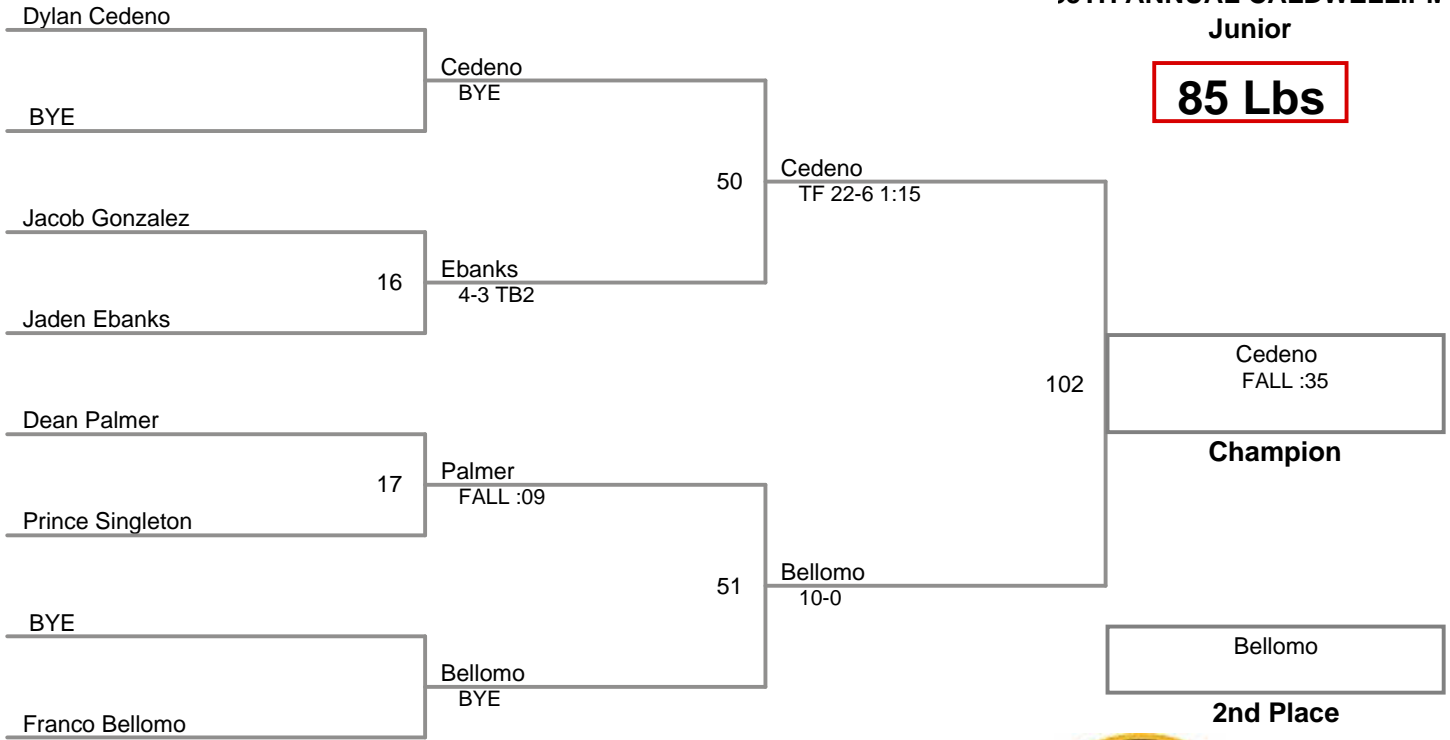 ANNUAL
Junior
85 Lbs
Dylan Cedeno
BYE
Cedeno
BYE
Jacob Gonzalez
16
Jaden Ebanks
Ebanks
4-3 TB2
50
Cedeno
TF 22-6 1:15
Dean Palmer
17
Prince Singleton
Palmer
FALL :09
BYE
Franco Bellomo
Bellomo
BYE
51
Bellomo
10-0
102
Cedeno
FALL :35
Champion
Bellomo
2nd Place